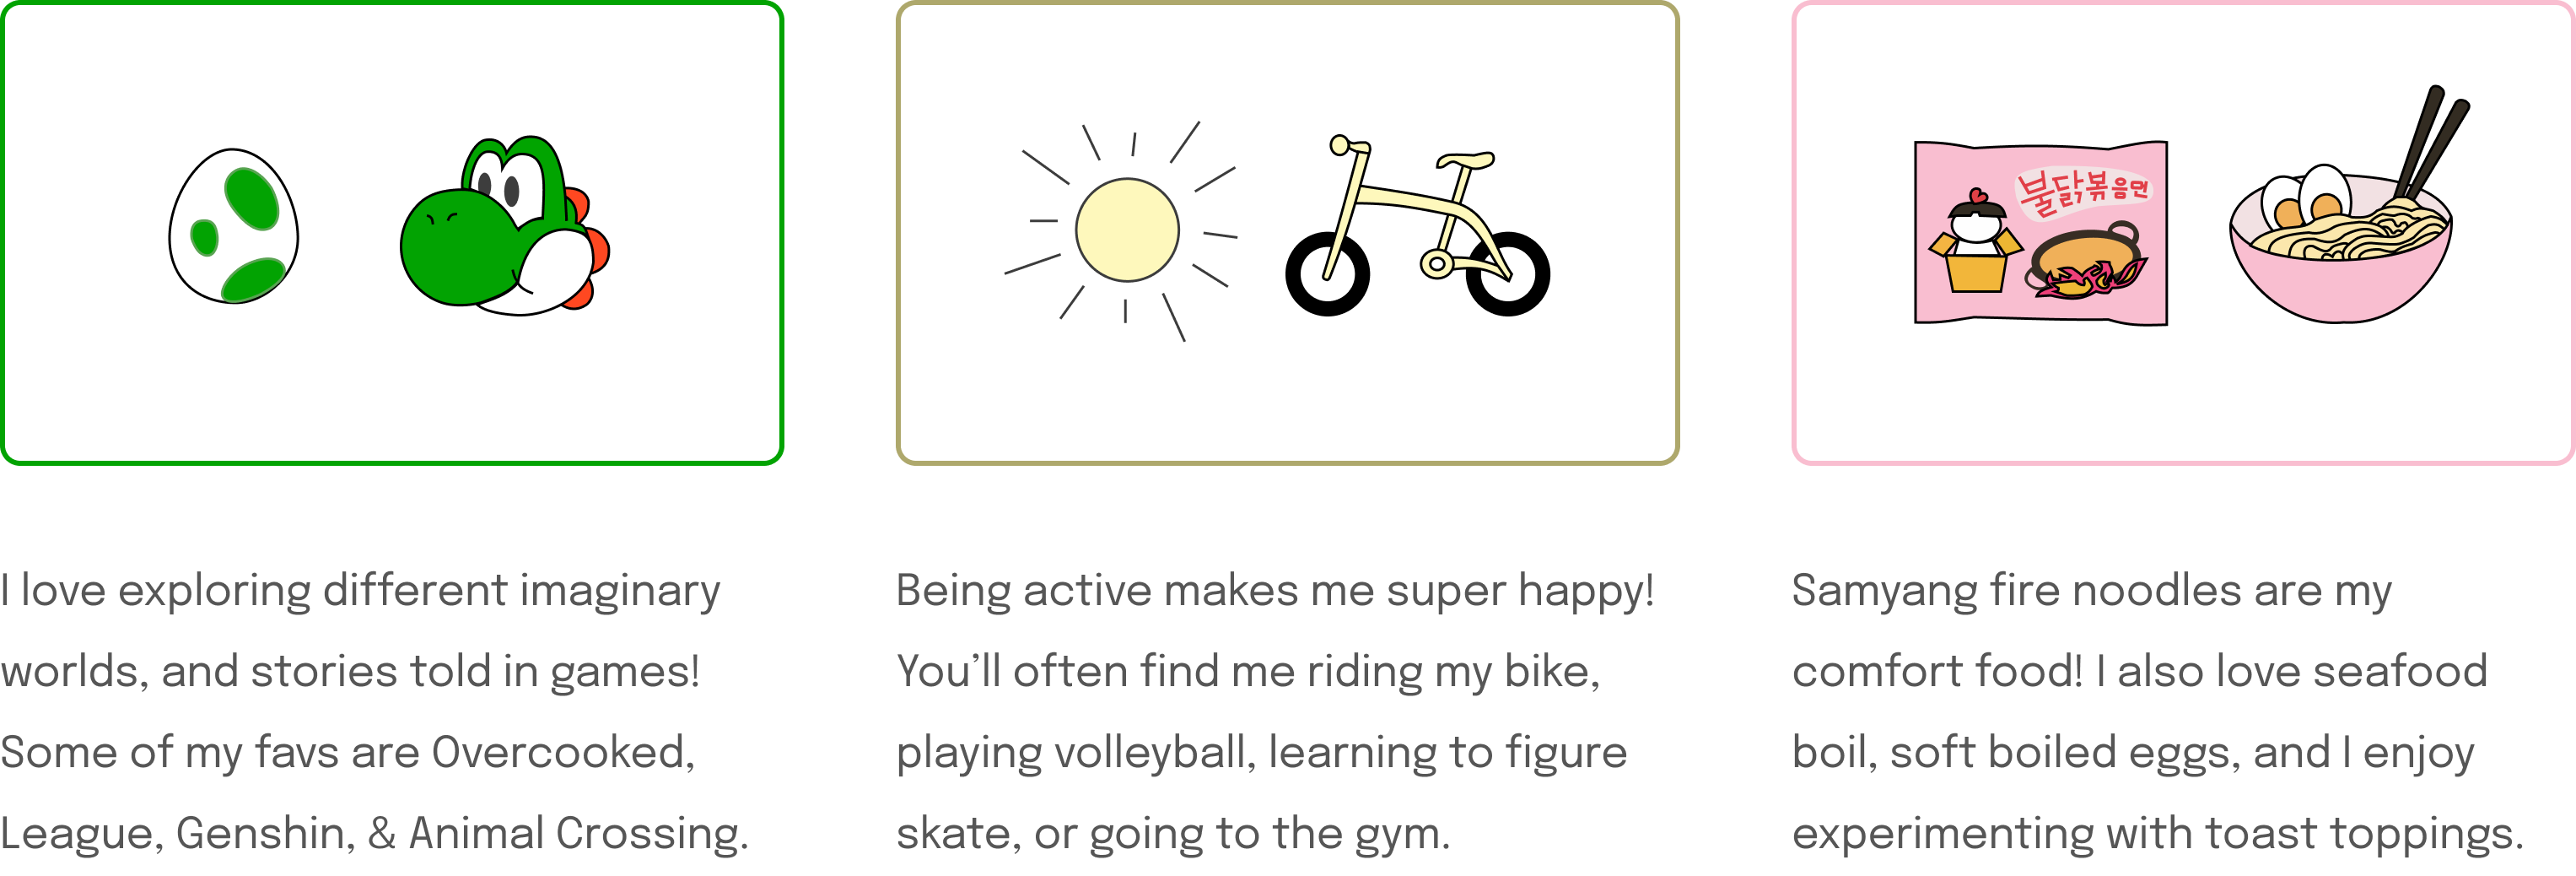 불닭볶음면
I love exploring different imaginary
worlds, and stories told in games!
Some of my favs are Overcooked,
League, Genshin, & Animal Crossing.
Being active makes me super happy!
You’ll often find me riding my bike,
playing volleyball, learning to figure
skate, or going to the gym.
Samyang fire noodles are my
comfort food! I also love seafood
boil, soft boiled eggs, and I enjoy
experimenting with toast toppings.